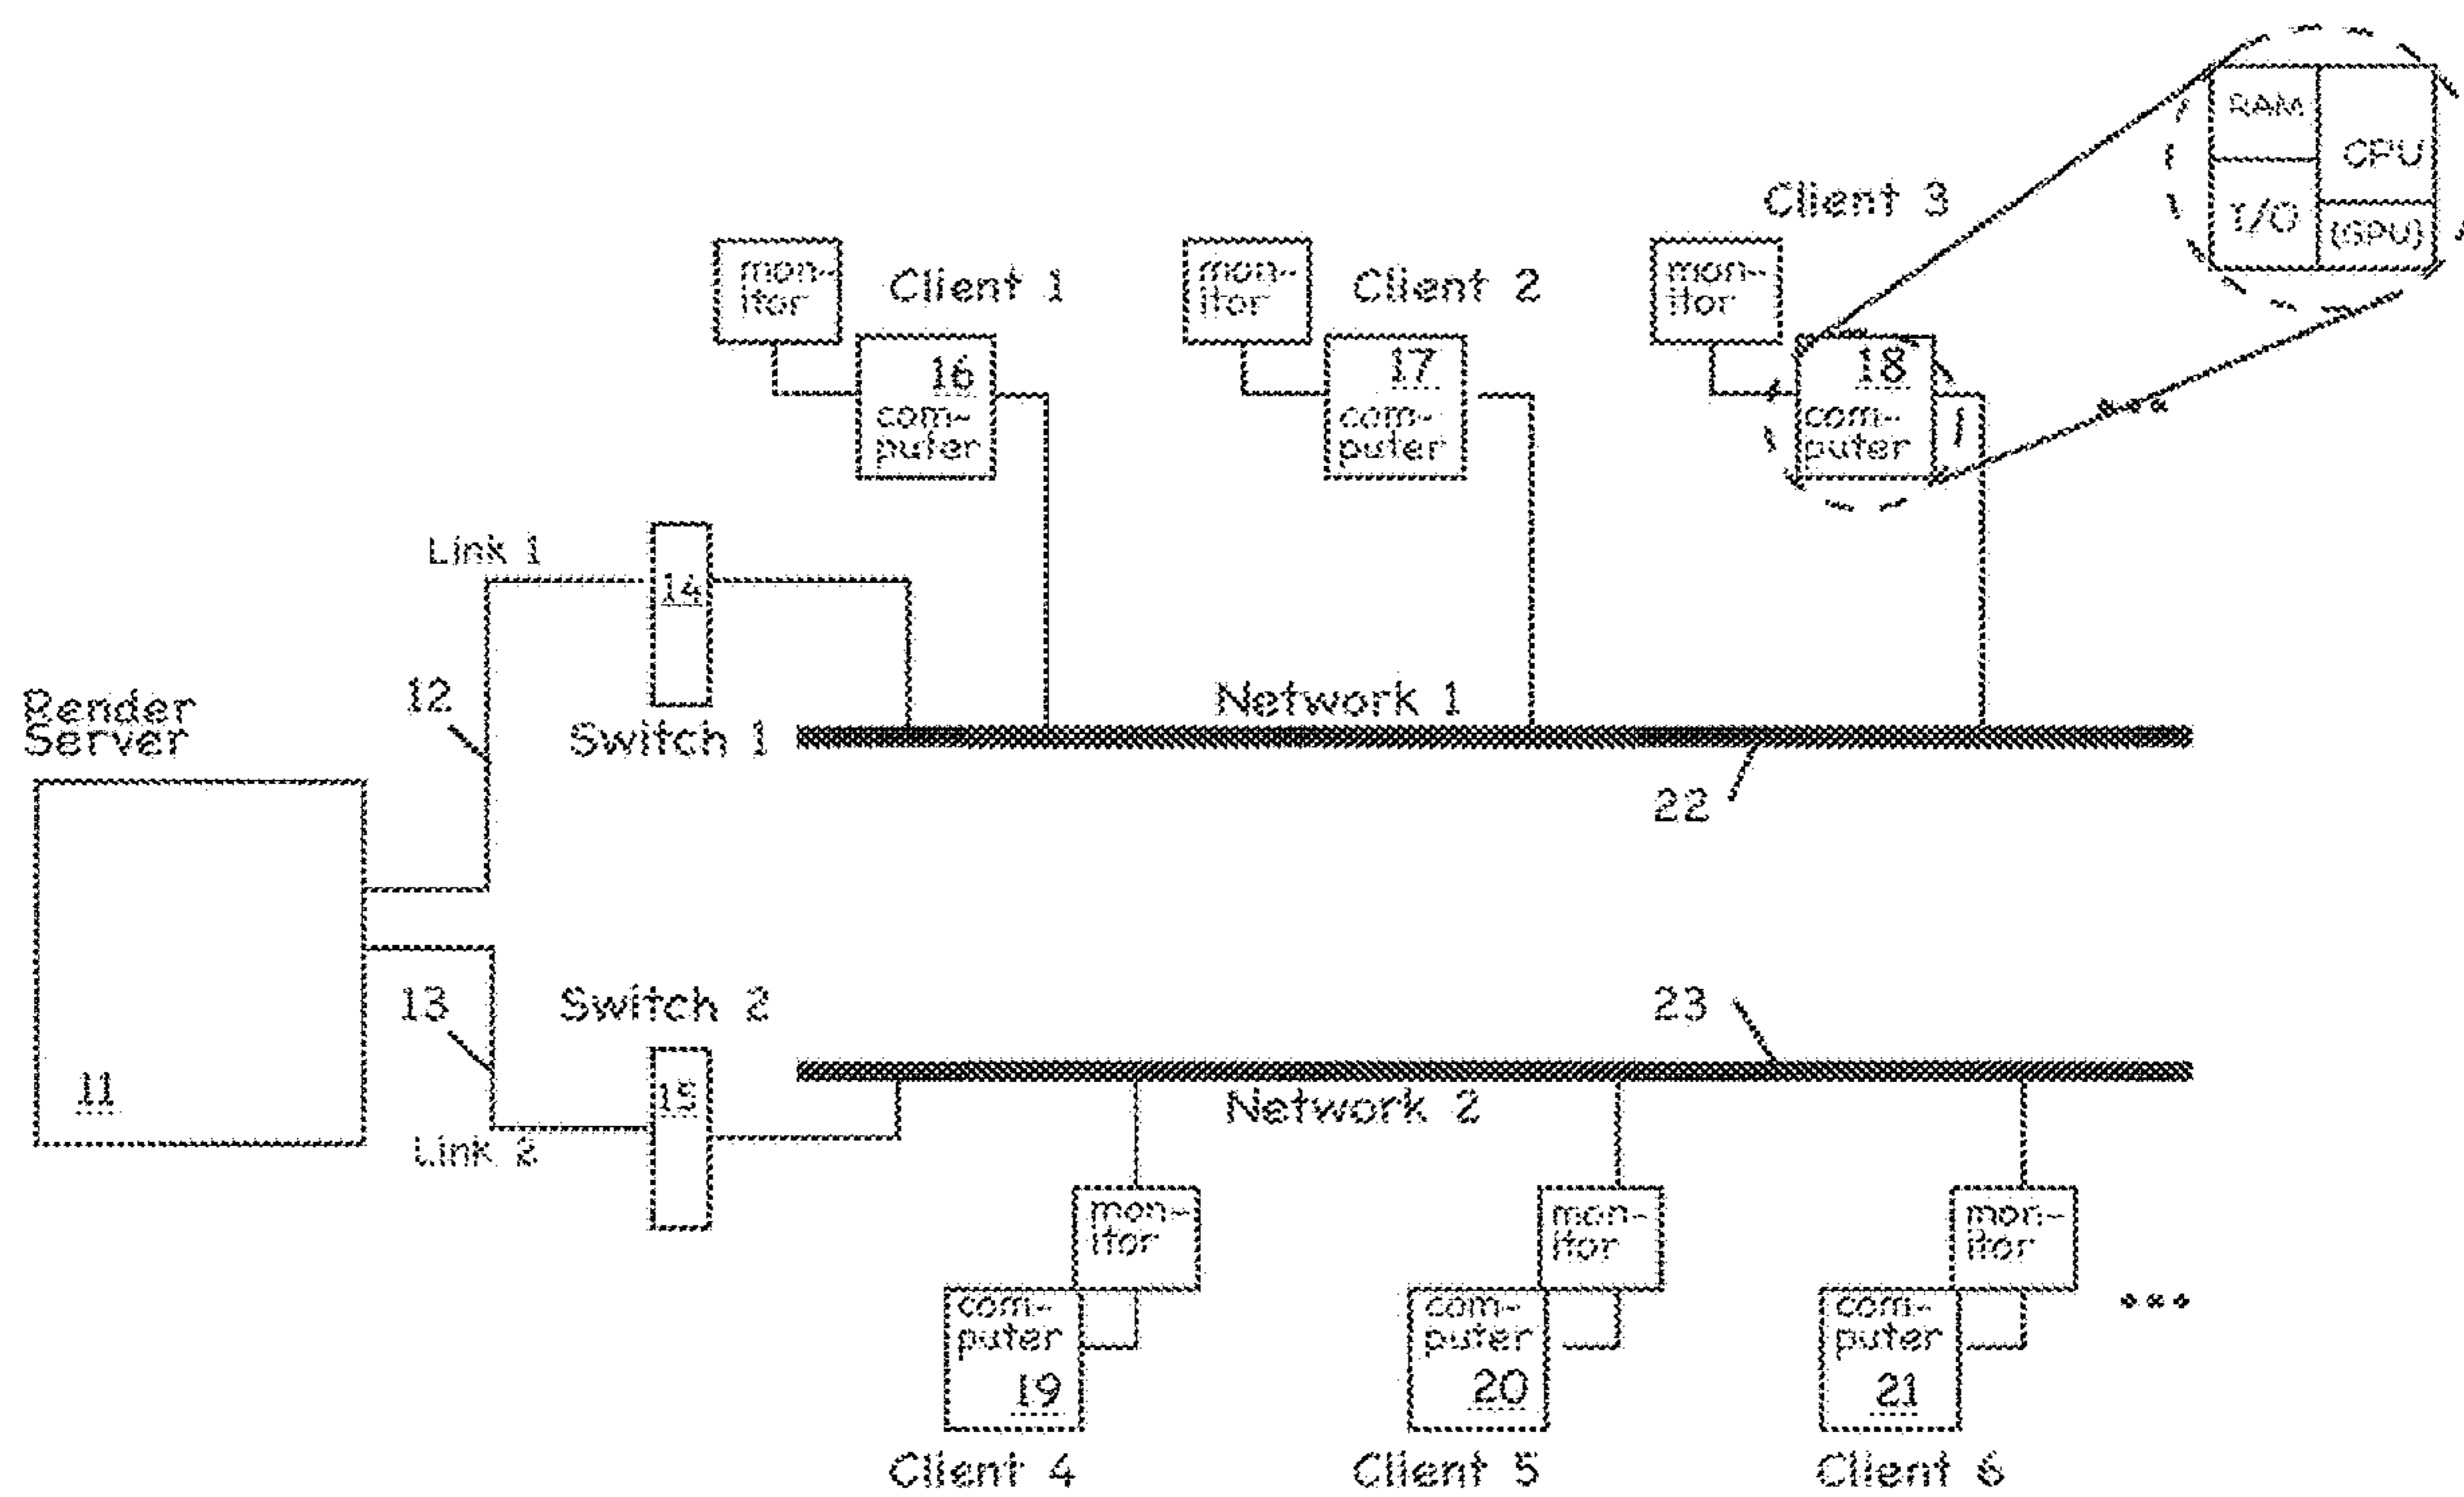 RAM
CPU
I/O
(GPU)
Client 3
mon-
itor
Client 1
mon-
itor
Client 2
mon-
itor
16
com-
puter
17
com-
puter
18
com-
puter
...
Link 1
14
12
Switch 1
Network 1
Render
Server
22
13
Switch 2
23
11
15
Link 2
Network 2
mon-
itor
mon-
itor
mon-
itor
com-
puter
19
com-
puter
20
com-
puter
21
...
Client 4
Client 5
Client 6